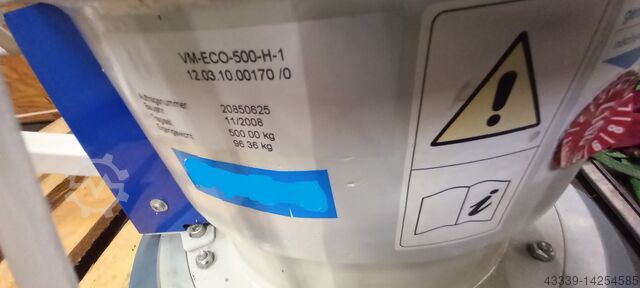 VM-ECO-500-H-1
12.03.10.00170 /0
Auftragsnummer 20850625
Baujahr 11/2008
Traglast 500.00 kg
Eigengewicht 96.36 kg
43339-14254585